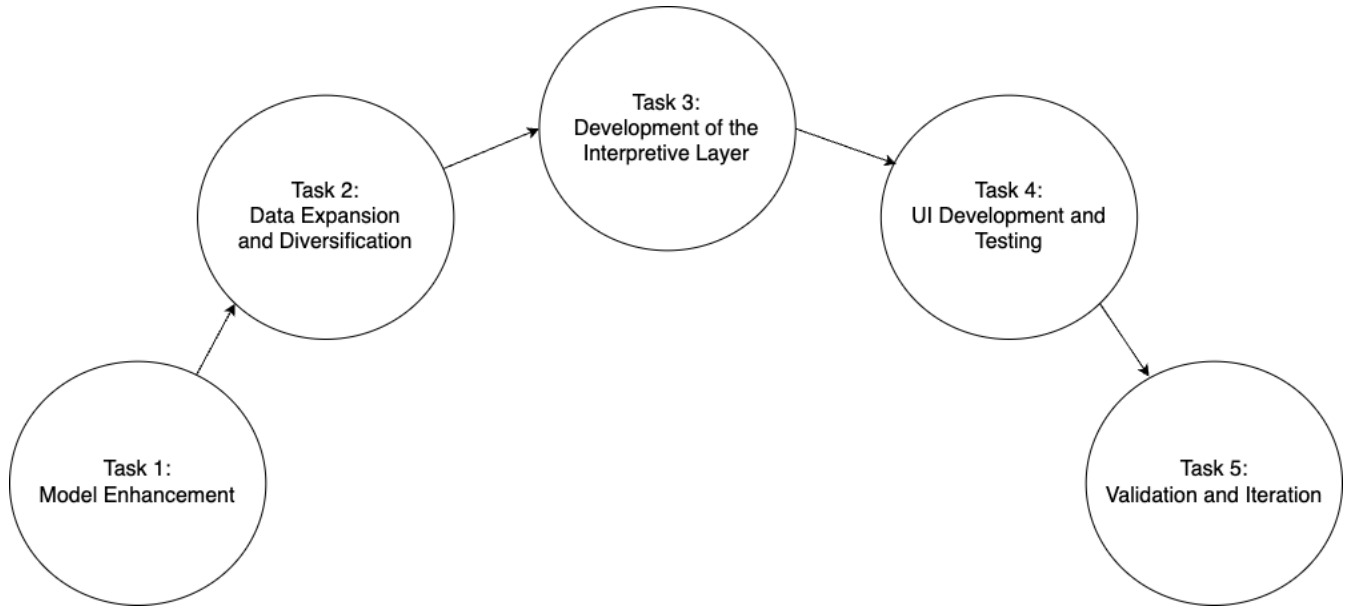 Task 1:
Model Enhancement
Task 2:
Data Expansion
and Diversification
Task 3:
Development of the
Interpretive Layer
Task 4:
UI Development and
Testing
Task 5:
Validation and Iteration